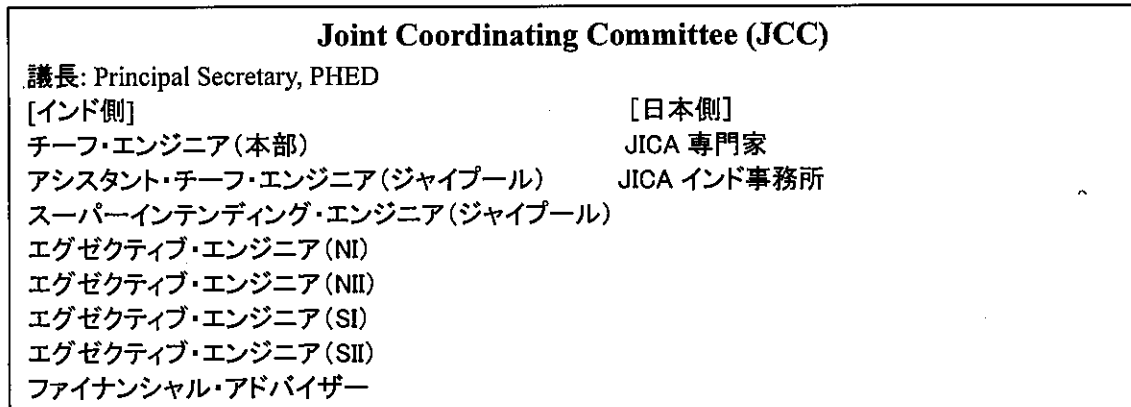 Joint Coordinating Committee (JCC)
議長: Principal Secretary, PHED
[インド側] [日本側]
チーフ・エンジニア(本部) JICA 専門家
アシスタント・チーフ・エンジニア(ジャイプール) JICA インド事務所
スーパーインテンディング・エンジニア(ジャイプール)
エグゼクティブ・エンジニア(NI)
エグゼクティブ・エンジニア(NII)
エグゼクティブ・エンジニア(SI)
エグゼクティブ・エンジニア(SII)
ファイナンシャル・アドバイザー